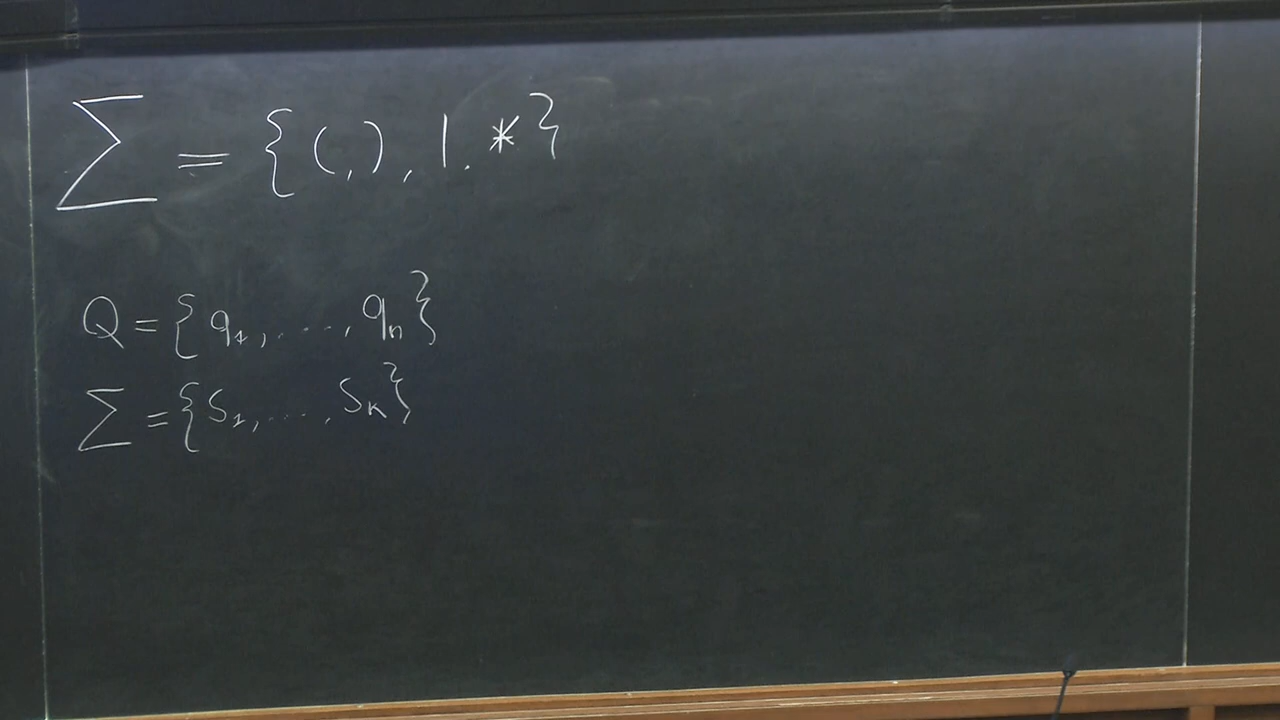 Σ = {(,), |, *}
Q = {q₁, ...., qₙ}
Σ = {S₁, ...., Sₖ}